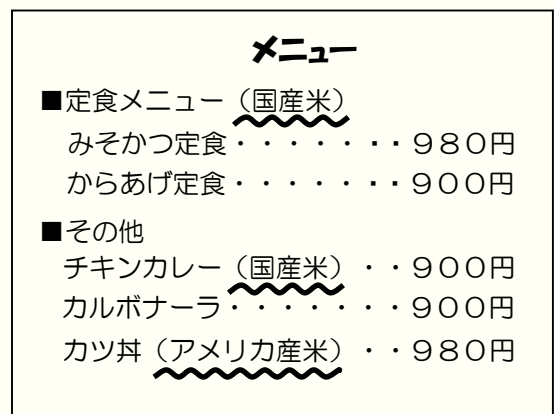 メニュー
■定食メニュー（国産米）
みそかつ定食・・・・・・・９８０円
からあげ定食・・・・・・・９００円
■その他
チキンカレー（国産米）・・９００円
カルボナーラ・・・・・・・９００円
カツ丼（アメリカ産米）・・９８０円